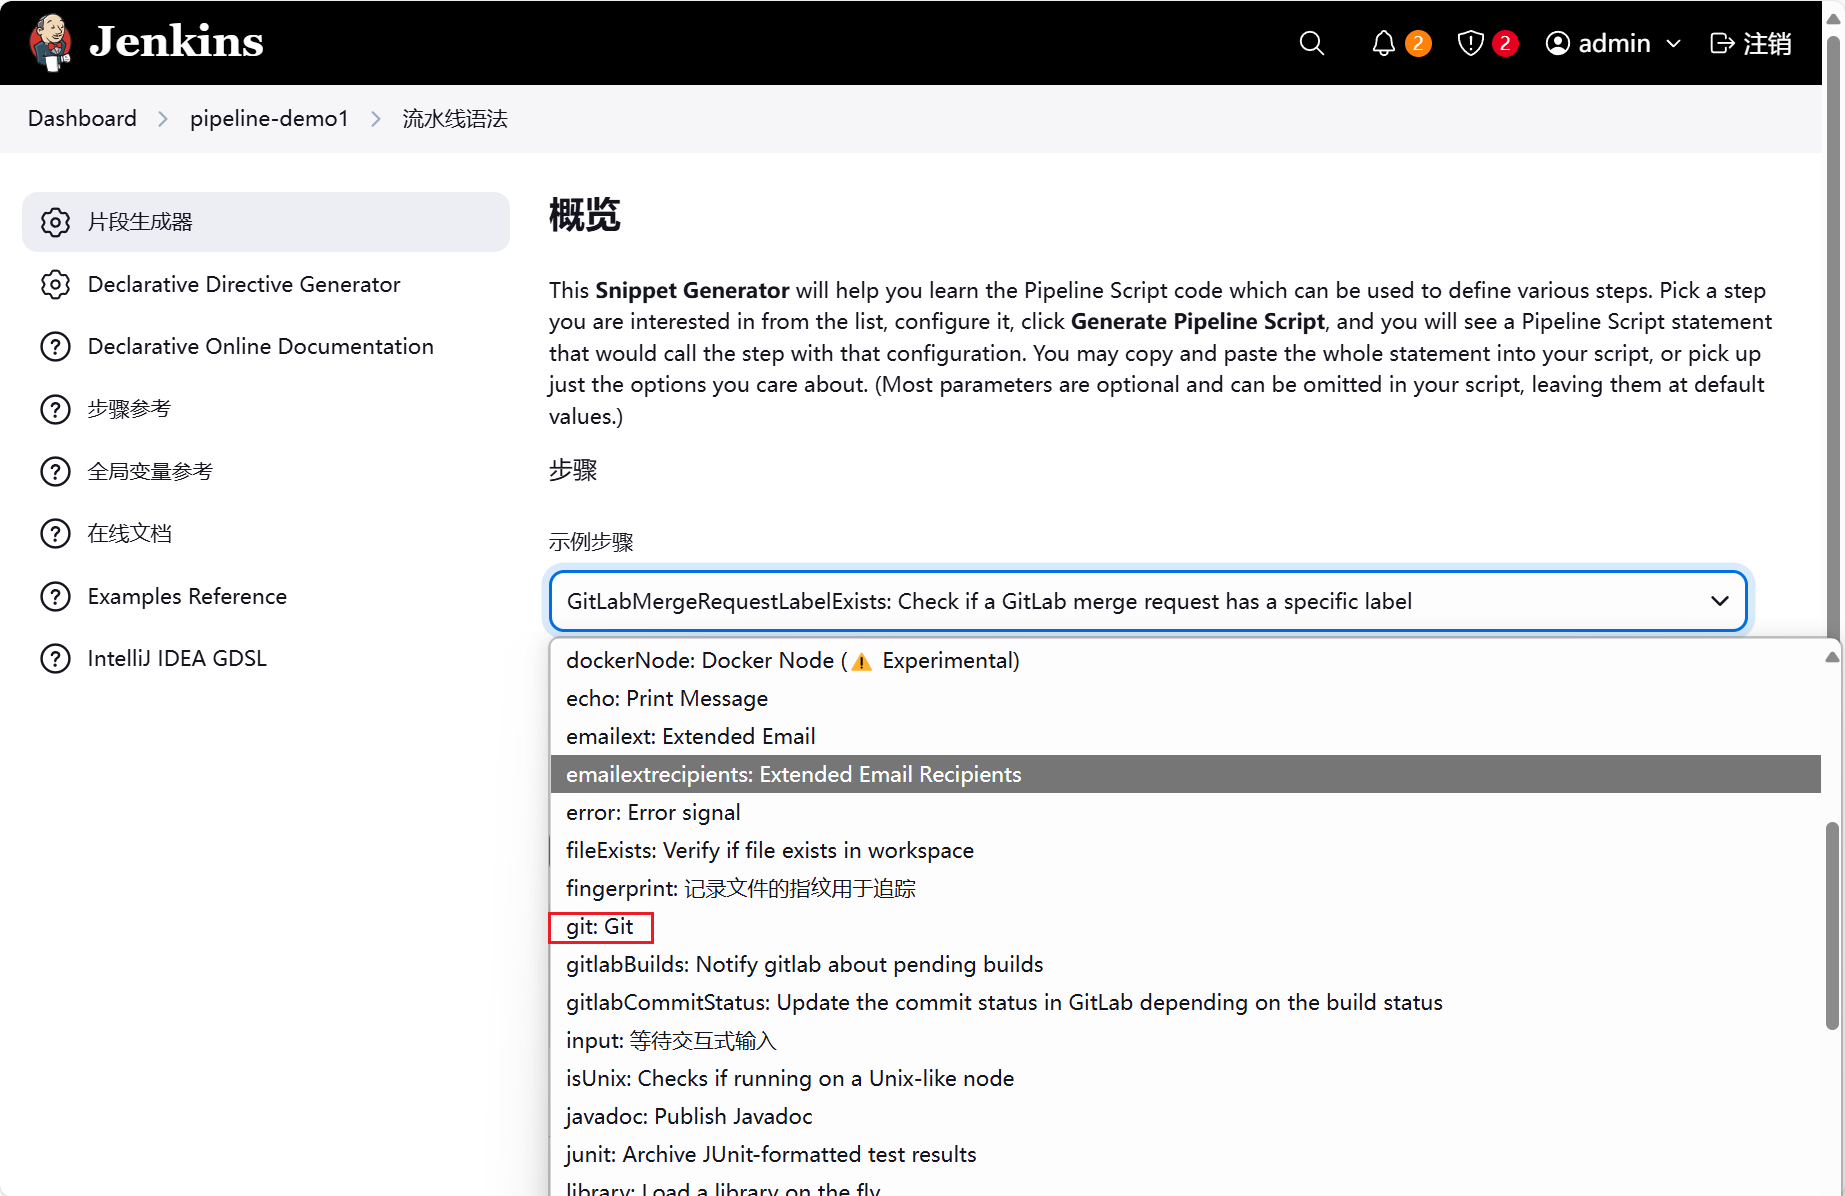 Jenkins
2
2
admin
注销
Dashboard
pipeline-demo1
流水线语法
片段生成器
Declarative Directive Generator
Declarative Online Documentation
步骤参考
全局变量参考
在线文档
Examples Reference
IntelliJ IDEA GDSL
概览
This Snippet Generator will help you learn the Pipeline Script code which can be used to define various steps. Pick a step
you are interested in from the list, configure it, click Generate Pipeline Script, and you will see a Pipeline Script statement
that would call the step with that configuration. You may copy and paste the whole statement into your script, or pick up
just the options you care about. (Most parameters are optional and can be omitted in your script, leaving them at default
values.)
步骤
示例步骤
GitLabMergeRequestLabelExists: Check if a GitLab merge request has a specific label
dockerNode: Docker Node (⚠ Experimental)
echo: Print Message
emailext: Extended Email
emailextrecipients: Extended Email Recipients
error: Error signal
fileExists: Verify if file exists in workspace
fingerprint: 记录文件的指纹用于追踪
git: Git
gitlabBuilds: Notify gitlab about pending builds
gitlabCommitStatus: Update the commit status in GitLab depending on the build status
input: 等待交互式输入
isUnix: Checks if running on a Unix-like node
javadoc: Publish Javadoc
junit: Archive JUnit-formatted test results
library: Load a library on the fly